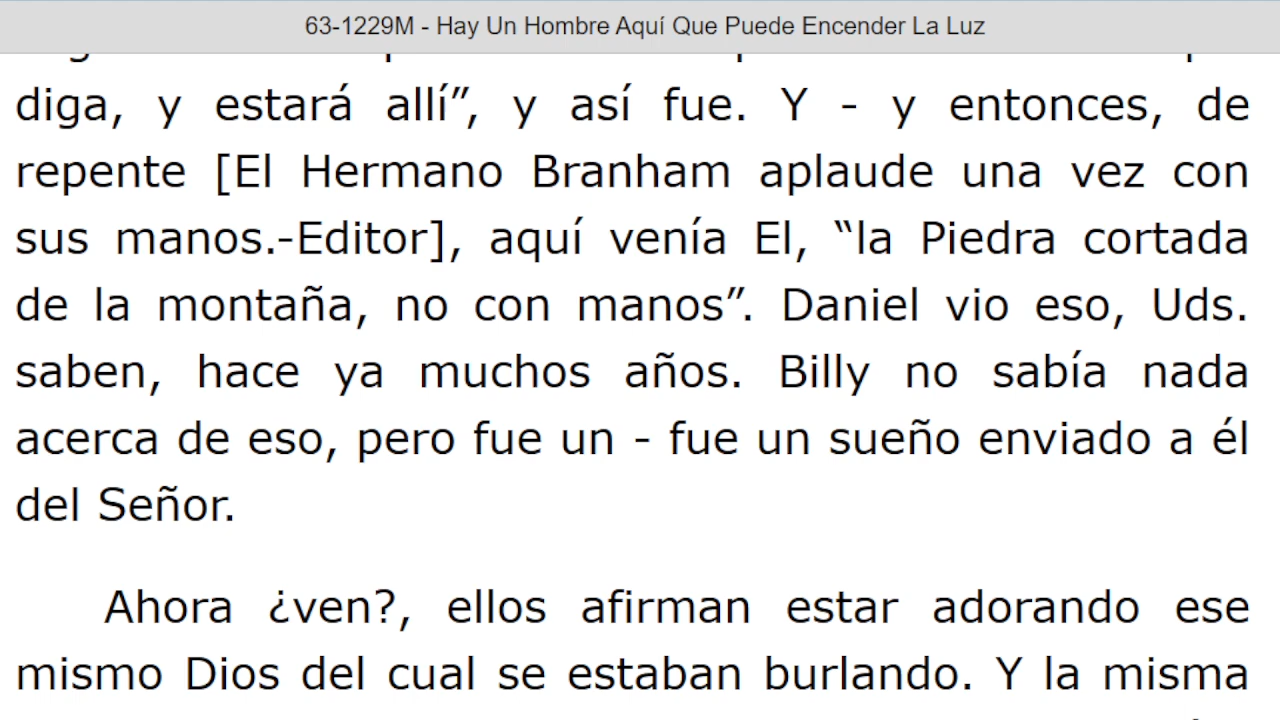 63-1229M - Hay Un Hombre Aquí Que Puede Encender La Luz
diga, y estará allí”, y así fue. Y - y entonces, de
repente [El Hermano Branham aplaude una vez con
sus manos.-Editor], aquí venía El, “la Piedra cortada
de la montaña, no con manos”. Daniel vio eso, Uds.
saben, hace ya muchos años. Billy no sabía nada
acerca de eso, pero fue un - fue un sueño enviado a él
del Señor.
Ahora ¿ven?, ellos afirman estar adorando ese
mismo Dios del cual se estaban burlando. Y la misma